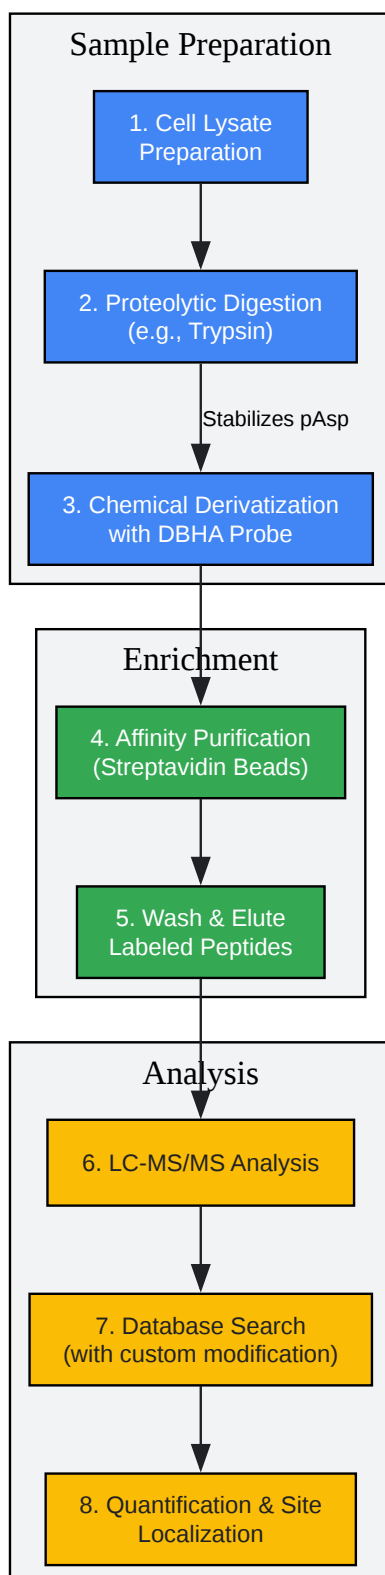 Sample Preparation
1. Cell Lysate
Preparation
2. Proteolytic Digestion
(e.g., Trypsin)
Stabilizes pAsp
3. Chemical Derivatization
with DBHA Probe
Enrichment
4. Affinity Purification
(Streptavidin Beads)
5. Wash & Elute
Labeled Peptides
Analysis
6. LC-MS/MS Analysis
7. Database Search
(with custom modification)
8. Quantification & Site
Localization